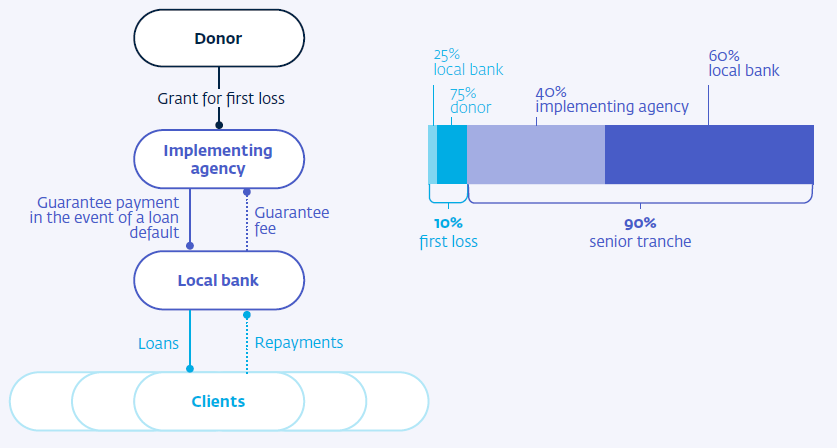 Donor
Grant for first loss
Implementing
agency
Guarantee payment
in the event of a loan
default
Guarantee
fee
Local bank
Loans
Repayments
Clients
25%
local bank
75%
donor
40%
implementing agency
60%
local bank
10%
first loss
90%
senior tranche